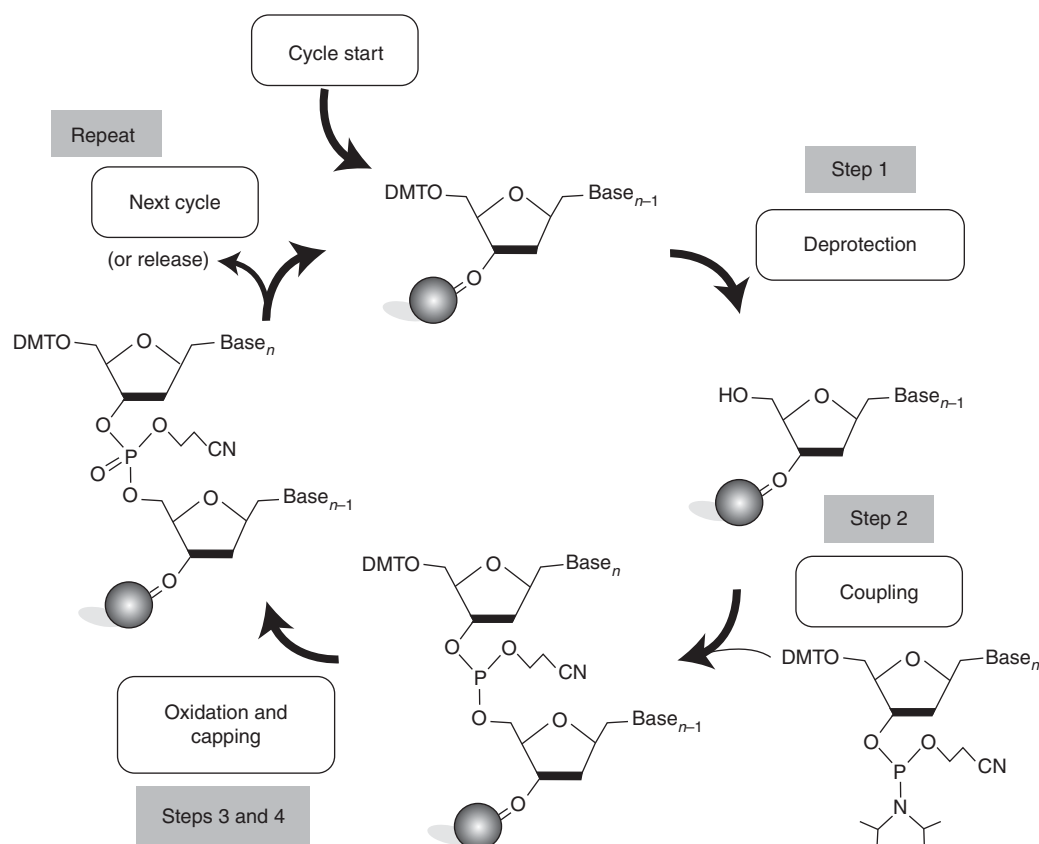 Cycle start
Repeat
Next cycle
(or release)
DMTO
O
Base n–1
O
Step 1
Deprotection
HO
O
Base n–1
O
Step 2
Coupling
DMTO
O
Base n
O
O
P
CN
N
DMTO
O
Base n
O
O
P
CN
O
O
Base n–1
O
Oxidation and
capping
Steps 3 and 4
DMTO
O
Base n
O
O
P
CN
O
O
O
Base n–1
O